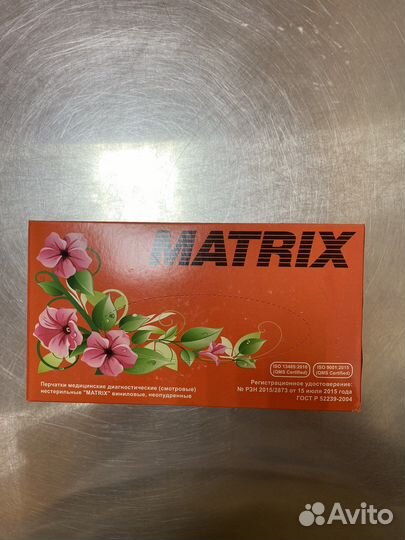 MATRIX
ISO 13485:2016
(QMS Certified)
ISO 9001:2015
(QMS Certified)
Перчатки медицинские диагностические (смотровые)
нестерильные "MATRIX" виниловые, неопудренные
Регистрационное удостоверение:
№ РЗН 2015/2873 от 15 июля 2015 года
ГОСТ Р 52239-2004
Avito